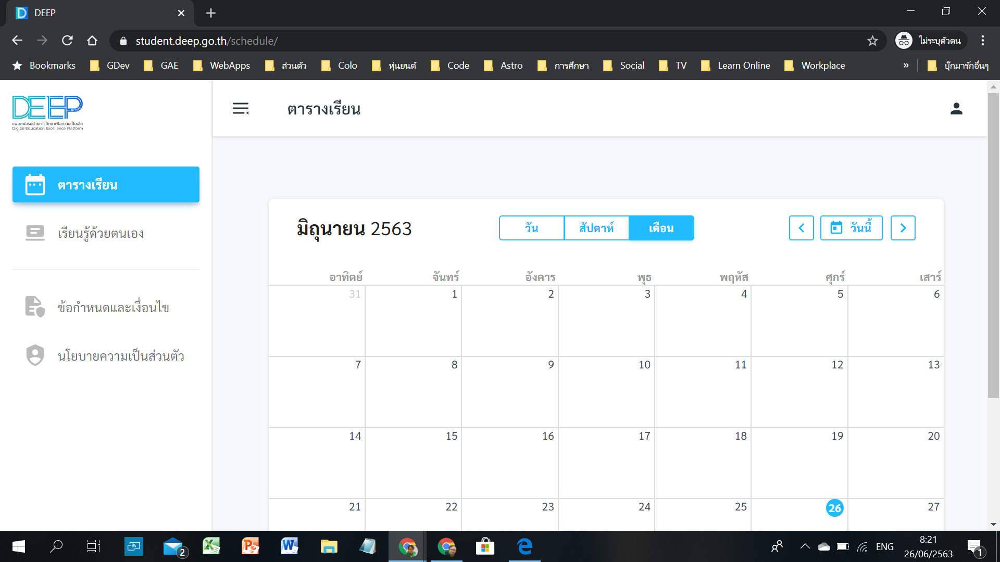 DEEP
student.deep.go.th/schedule/
ไม่ระบุตัวตน
Bookmarks GDev GAE WebApps ส่วนตัว Colo หุ่นยนต์ Code Astro การศึกษา Social TV Learn Online Workplace » บุ๊กมาร์กอื่นๆ
DEEP
BY MOE
แพลตฟอร์มด้านการศึกษาเพื่อความเป็นเลิศ
Digital Education Excellence Platform
ตารางเรียน
เรียนรู้ด้วยตนเอง
ข้อกำหนดและเงื่อนไข
นโยบายความเป็นส่วนตัว
ตารางเรียน
มิถุนายน 2563
วัน สัปดาห์ เดือน
วันนี้
อาทิตย์ จันทร์ อังคาร พุธ พฤหัส ศุกร์ เสาร์
31 1 2 3 4 5 6
7 8 9 10 11 12 13
14 15 16 17 18 19 20
21 22 23 24 25 26 27
2
ENG
8:21
26/06/2563
1